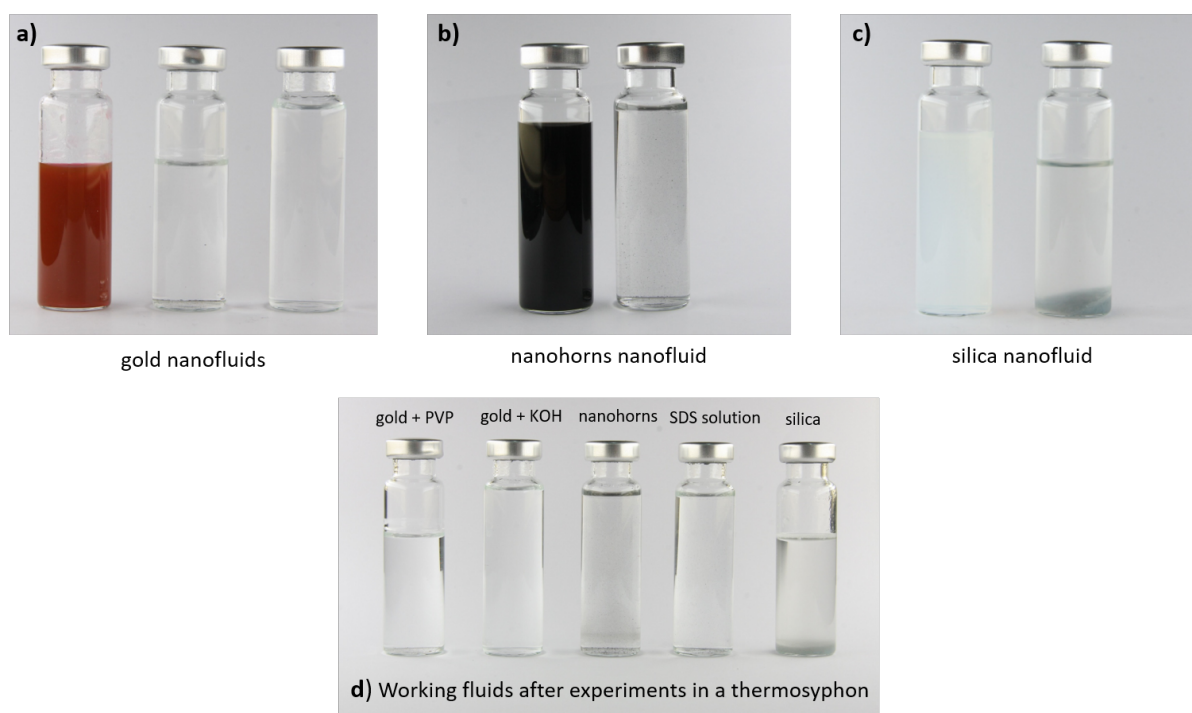 a)
b)
c)
gold nanofluids
nanohorns nanofluid
silica nanofluid
gold + PVP
gold + KOH
nanohorns
SDS solution
silica
d) Working fluids after experiments in a thermosyphon